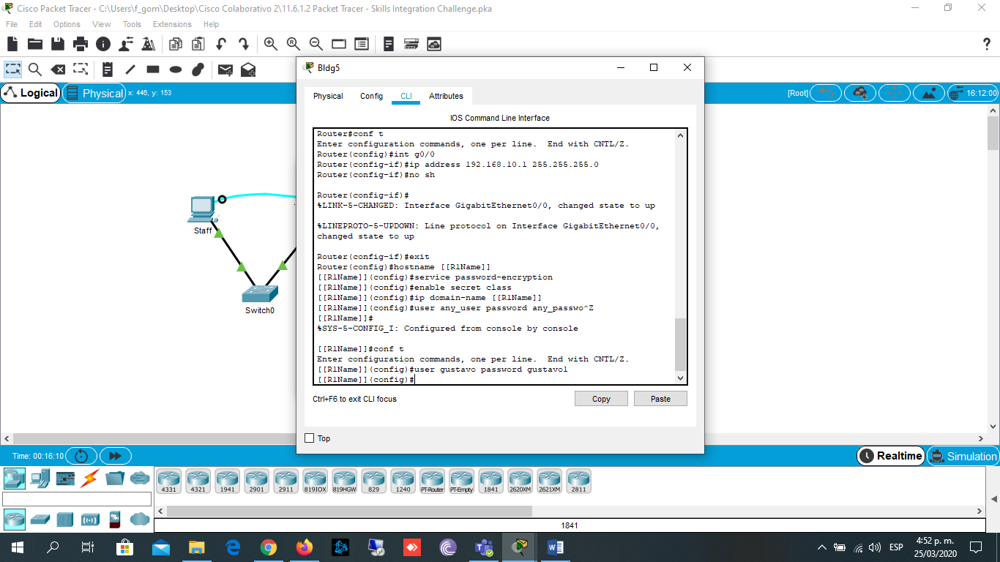 Cisco Packet Tracer - C:\Users\f_gom\Desktop\Cisco Colaborativo 2\11.6.1.2 Packet Tracer - Skills Integration Challenge.pka
File Edit Options View Tools Extensions Help
Logical
Physical
x: 446, y: 153
[Root]
16:12:00
Staff
Switch0
Bldg5
Physical Config CLI Attributes
IOS Command Line Interface
Router#conf t
Enter configuration commands, one per line.  End with CNTL/Z.
Router(config)#int g0/0
Router(config-if)#ip address 192.168.10.1 255.255.255.0
Router(config-if)#no sh
Router(config-if)#
%LINK-5-CHANGED: Interface GigabitEthernet0/0, changed state to up
%LINEPROTO-5-UPDOWN: Line protocol on Interface GigabitEthernet0/0,
changed state to up
Router(config-if)#exit
Router(config)#hostname [[R1Name]]
[[R1Name]](config)#service password-encryption
[[R1Name]](config)#enable secret class
[[R1Name]](config)#ip domain-name [[R1Name]]
[[R1Name]](config)#user any_user password any_passwo^Z
[[R1Name]]#
%SYS-5-CONFIG_I: Configured from console by console
[[R1Name]]#conf t
Enter configuration commands, one per line.  End with CNTL/Z.
[[R1Name]](config)#user gustavo password gustavo1
[[R1Name]](config)#
Ctrl+F6 to exit CLI focus
Copy
Paste
Top
Time: 00:16:10
Realtime
Simulation
4331 4321 1941 2901 2911 819IOX 819HGW 829 1240 PT-Router PT-Empty 1841 2620XM 2621XM 2811
1841
ESP
4:52 p. m.
25/03/2020